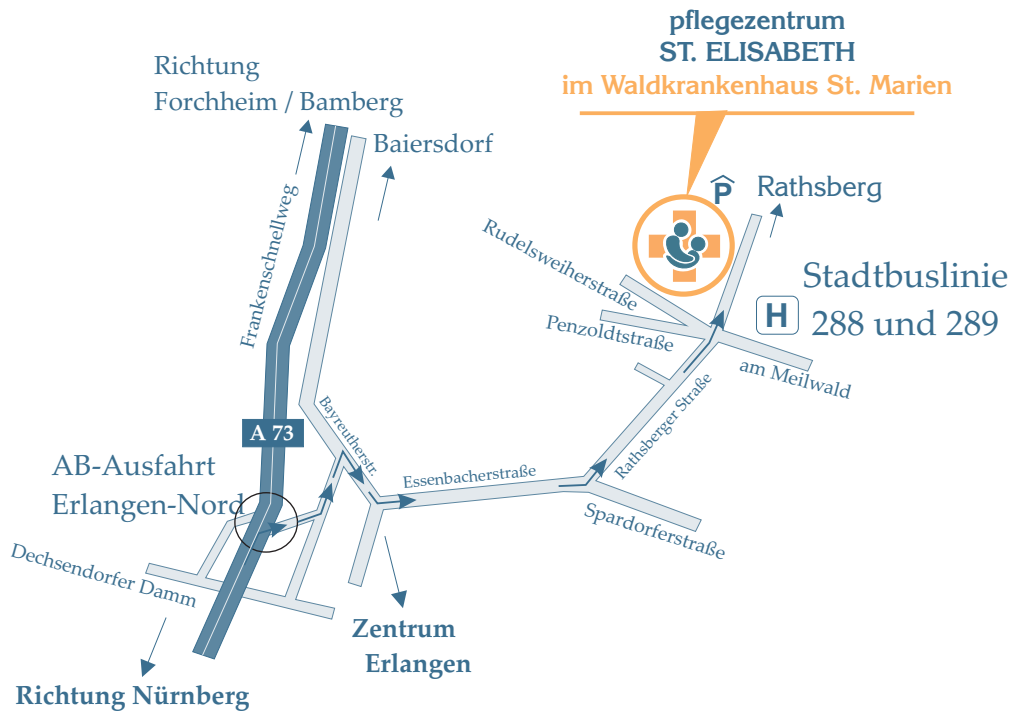 pflegezentrum
ST. ELISABETH
im Waldkrankenhaus St. Marien
Richtung
Forchheim / Bamberg
Baiersdorf
Frankenschnellweg
P
Rathsberg
Rudelsweiherstraße
Penzoldtstraße
H
Stadtbuslinie
288 und 289
am Meilwald
Rathsberger Straße
Bayreutherstr.
A 73
AB-Ausfahrt
Erlangen-Nord
Essenbacherstraße
Spardorferstraße
Dechsendorfer Damm
Zentrum
Erlangen
Richtung Nürnberg